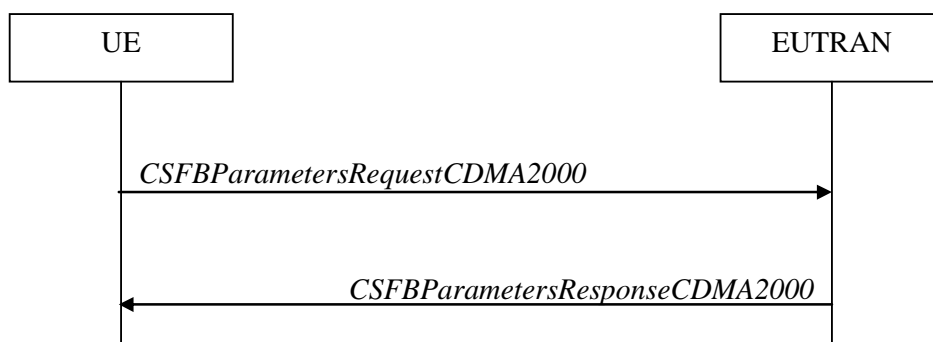 UE
EUTRAN
CSFBParametersRequestCDMA2000
CSFBParametersResponseCDMA2000